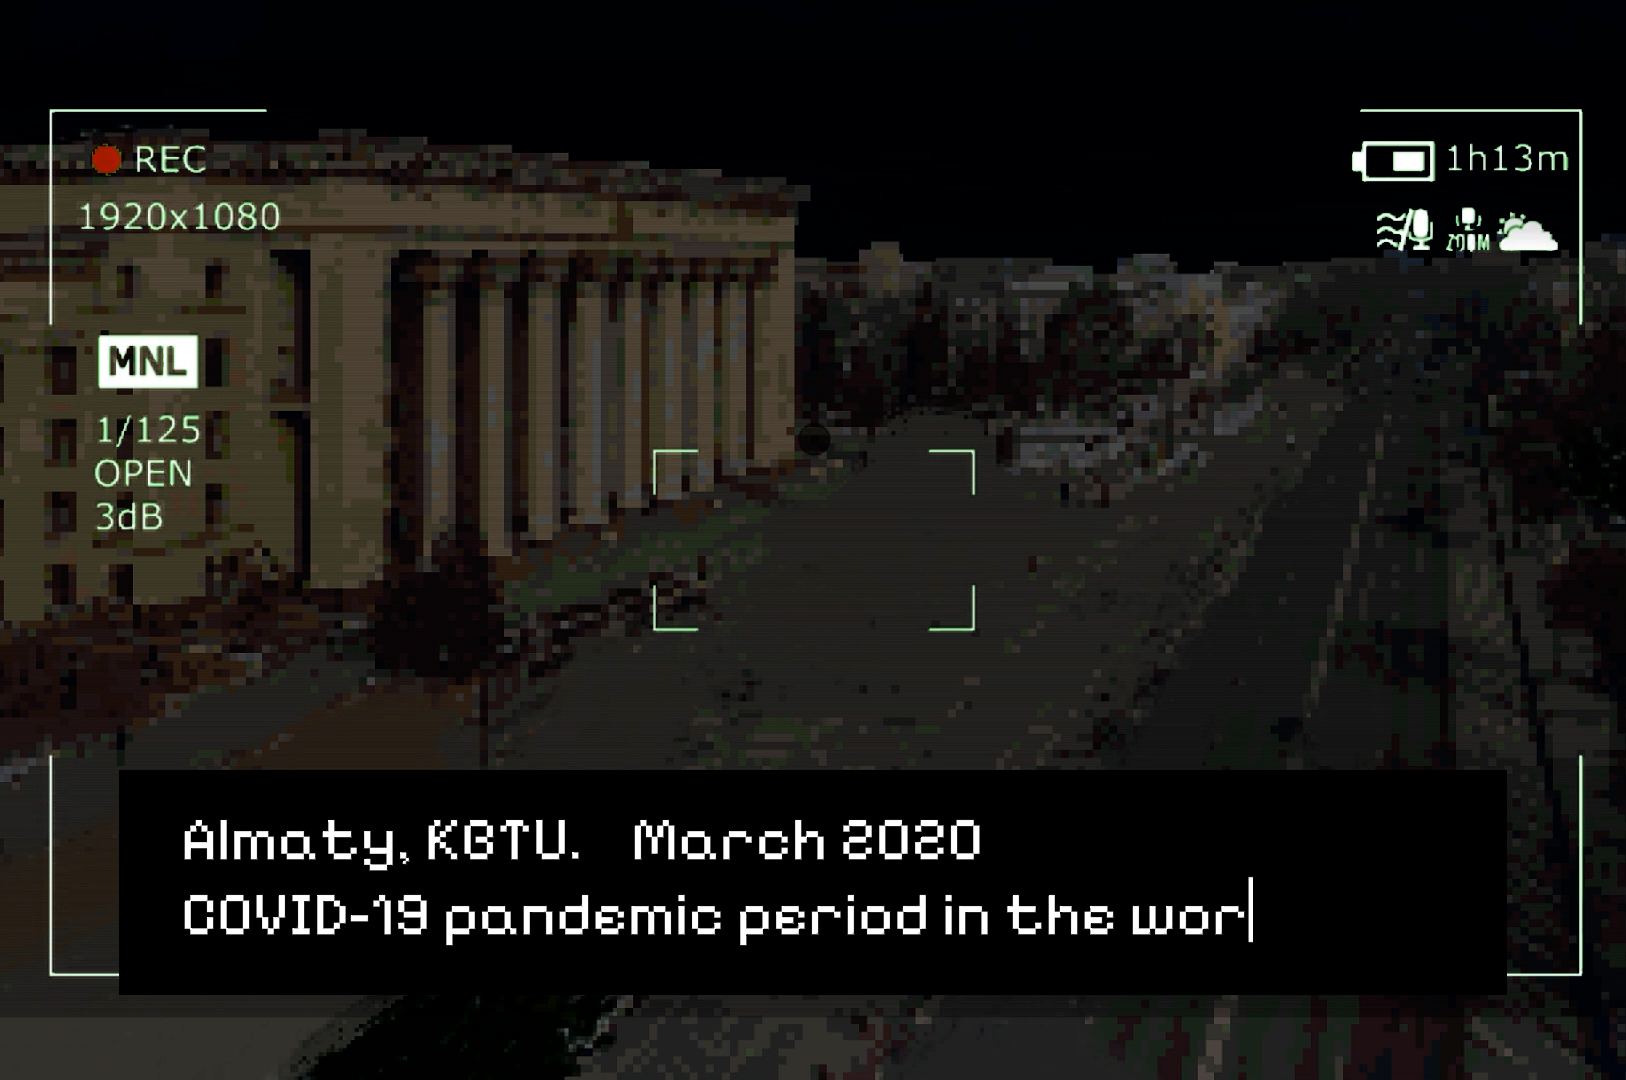 REC
1h13m
1920x1080
ZOOM
MNL
1/125
OPEN
3dB
Almaty, KBTU. March 2020
COVID-19 pandemic period in the wor